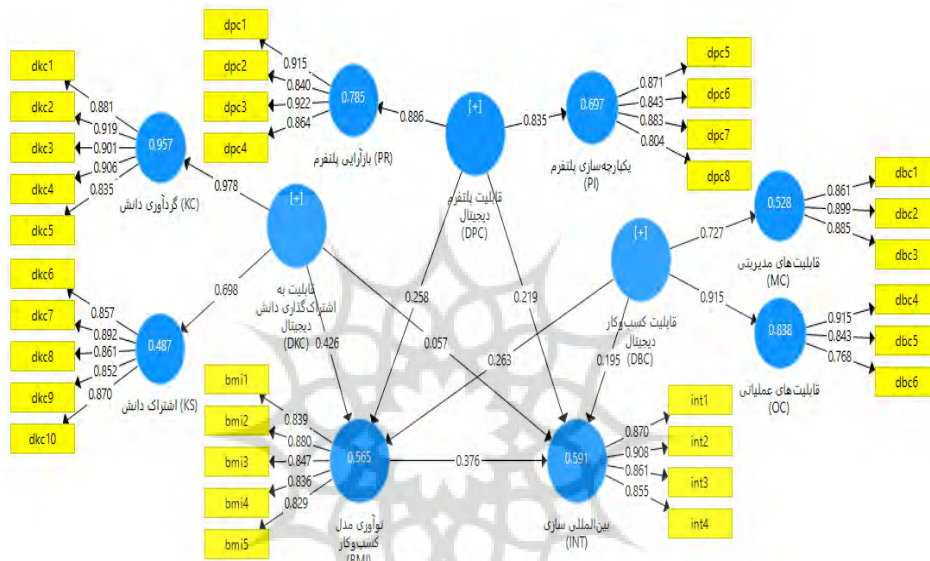 dpc1
dpc2
dpc3
dpc4
0.915
0.840
0.922
0.864
0.785
بازآرایی پلتفرم (PR)
0.886
[+]
قابلیت پلتفرم
دیجیتال
(DPC)
0.835
0.697
یکپارچه‌سازی پلتفرم
(PI)
0.871
0.843
0.883
0.804
dpc5
dpc6
dpc7
dpc8
dkc1
dkc2
dkc3
dkc4
dkc5
0.881
0.919
0.901
0.906
0.835
0.957
گردآوری دانش (KC)
0.978
[+]
قابلیت به
اشتراک‌گذاری دانش
دیجیتال
(DKC)
0.698
dkc6
dkc7
dkc8
dkc9
dkc10
0.857
0.892
0.861
0.852
0.870
0.487
اشتراک دانش (KS)
[+]
قابلیت کسب‌وکار
دیجیتال
(DBC)
0.727
0.528
قابلیت‌های مدیریتی
(MC)
0.861
0.899
0.885
dbc1
dbc2
dbc3
0.915
0.838
قابلیت‌های عملیاتی
(OC)
0.915
0.843
0.768
dbc4
dbc5
dbc6
0.258
0.219
0.426
0.057
0.263
0.195
bmi1
bmi2
bmi3
bmi4
bmi5
0.839
0.880
0.847
0.836
0.829
0.565
نوآوری مدل
کسب‌وکار
(BMI)
0.376
0.591
بین‌المللی سازی
(INT)
0.870
0.908
0.861
0.855
int1
int2
int3
int4